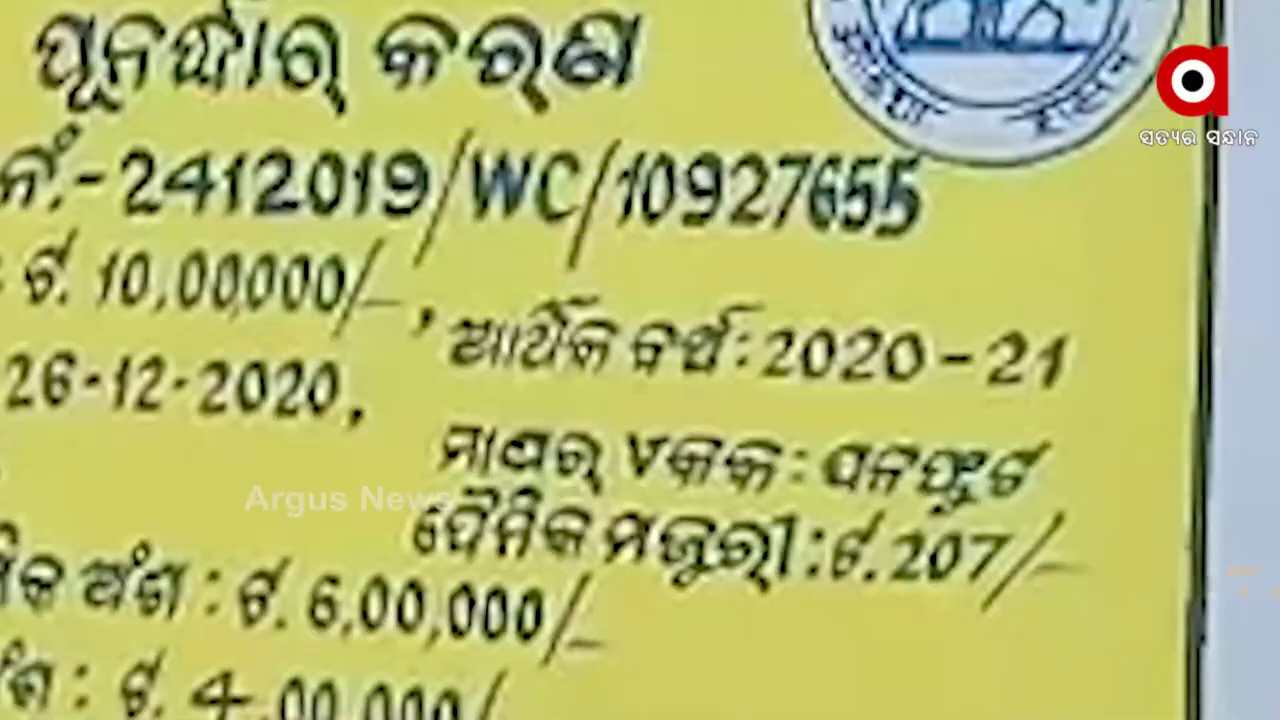 ପୂନର୍ଦ୍ଧାର୍ କରଣ
ନଂ.-2412019/WC/10927655
ଟ. 10,00,000/-,
ଆର୍ଥିକ ବର୍ଷ: 2020-21
26-12-2020,
ମାପର୍ ଏକକ: ଘନଫୁଟ
ଦୈନିକ ମଜୁରୀ: ଟ.207/-
ଅଂଶ: ଟ. 6,00,000/-
ଟ. 4,00,000/
ସତ୍ୟର ସନ୍ଧାନ
Argus News